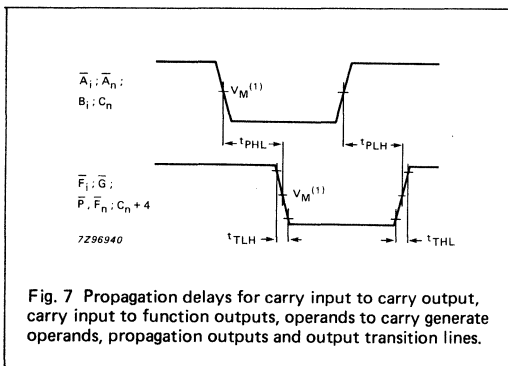 A̅i ; A̅n ;
Bi ; Cn
VM(1)
tPHL
tPLH
F̅i ; G̅ ;
P̅, F̅n ; Cn + 4
VM(1)
7Z96940
tTLH
tTHL
Fig. 7 Propagation delays for carry input to carry output,
carry input to function outputs, operands to carry generate
operands, propagation outputs and output transition lines.